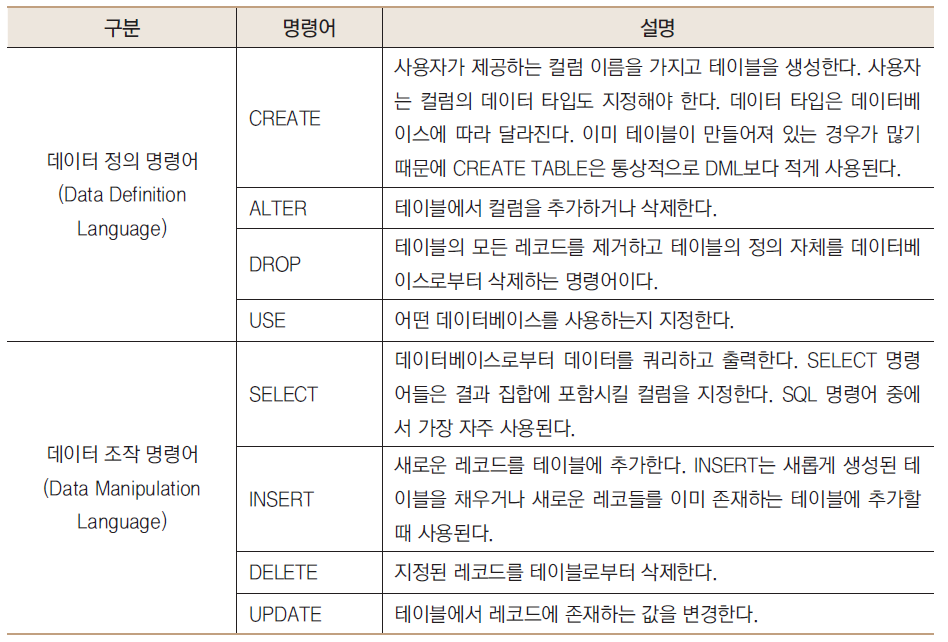 구분 명령어 설명
사용자가 제공하는 컬럼 이름을 가지고 테이블을 생성한다. 사용자
는 컬럼의 데이터 타입도 지정해야 한다. 데이터 타입은 데이터베
CREATE
이스에 따라 달라진다. 이미 테이블이 만들어져 있는 경우가 많기
때문에 CREATE TABLE은 통상적으로 DML보다 적게 사용된다.
데이터 정의 명령어
(Data Definition
Language)
ALTER 테이블에서 컬럼을 추가하거나 삭제한다.
DROP
테이블의 모든 레코드를 제거하고 테이블의 정의 자체를 데이터베
이스로부터 삭제하는 명령어이다.
USE 어떤 데이터베이스를 사용하는지 지정한다.
데이터 조작 명령어
(Data Manipulation
Language)
SELECT
데이터베이스로부터 데이터를 쿼리하고 출력한다. SELECT 명령
어들은 결과 집합에 포함시킬 컬럼을 지정한다. SQL 명령어 중에
서 가장 자주 사용된다.
INSERT
새로운 레코드를 테이블에 추가한다. INSERT는 새롭게 생성된 테
이블을 채우거나 새로운 레코들를 이미 존재하는 테이블에 추가할
때 사용된다.
DELETE 지정된 레코드를 테이블로부터 삭제한다.
UPDATE 테이블에서 레코드에 존재하는 값을 변경한다.